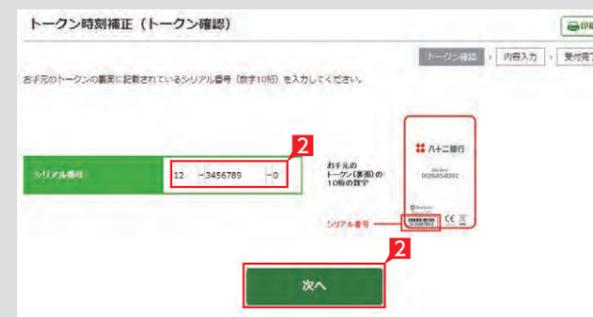 トークン時刻補正（トークン確認）
印刷
トークン確認 › 内容入力 › 受付完了
お手元のトークンの裏面に記載されているシリアル番号（数字10桁）を入力してください。
2
シリアル番号
12 -3456789 -0
お手元の
トークン（裏面）の
10桁の数字
八十二銀行
シリアル番号
2
次へ